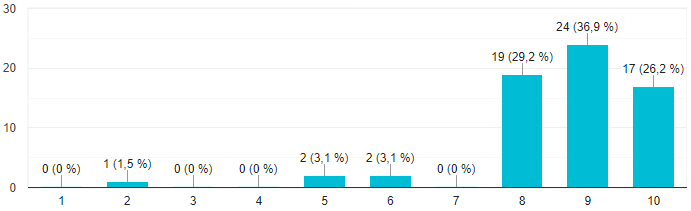 30
24 (36,9 %)
19 (29,2 %)
20
17 (26,2 %)
10
2 (3,1 %)
2 (3,1 %)
1 (1,5 %)
0 (0 %)
0 (0 %)
0 (0 %)
0 (0 %)
0
1 2 3 4 5 6 7 8 9 10